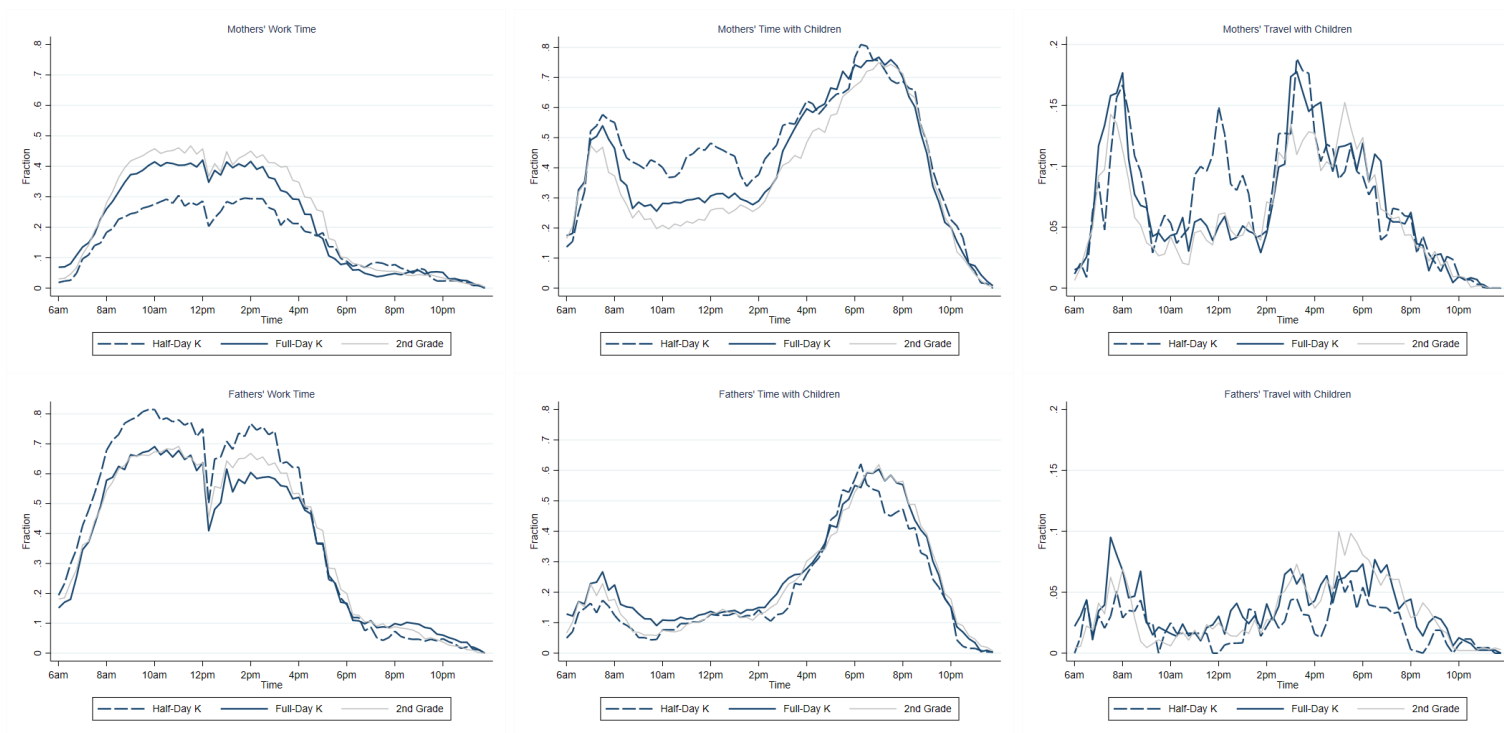 Mothers' Work Time
Fraction
.8
.7
.6
.5
.4
.3
.2
.1
0
6am 8am 10am 12pm 2pm 4pm 6pm 8pm 10pm
Time
Half-Day K Full-Day K 2nd Grade
Mothers' Time with Children
Fraction
.8
.7
.6
.5
.4
.3
.2
.1
0
6am 8am 10am 12pm 2pm 4pm 6pm 8pm 10pm
Time
Half-Day K Full-Day K 2nd Grade
Mothers' Travel with Children
Fraction
.2
.15
.1
.05
0
6am 8am 10am 12pm 2pm 4pm 6pm 8pm 10pm
Time
Half-Day K Full-Day K 2nd Grade
Fathers' Work Time
Fraction
.8
.7
.6
.5
.4
.3
.2
.1
0
6am 8am 10am 12pm 2pm 4pm 6pm 8pm 10pm
Time
Half-Day K Full-Day K 2nd Grade
Fathers' Time with Children
Fraction
.8
.7
.6
.5
.4
.3
.2
.1
0
6am 8am 10am 12pm 2pm 4pm 6pm 8pm 10pm
Time
Half-Day K Full-Day K 2nd Grade
Fathers' Travel with Children
Fraction
.2
.15
.1
.05
0
6am 8am 10am 12pm 2pm 4pm 6pm 8pm 10pm
Time
Half-Day K Full-Day K 2nd Grade